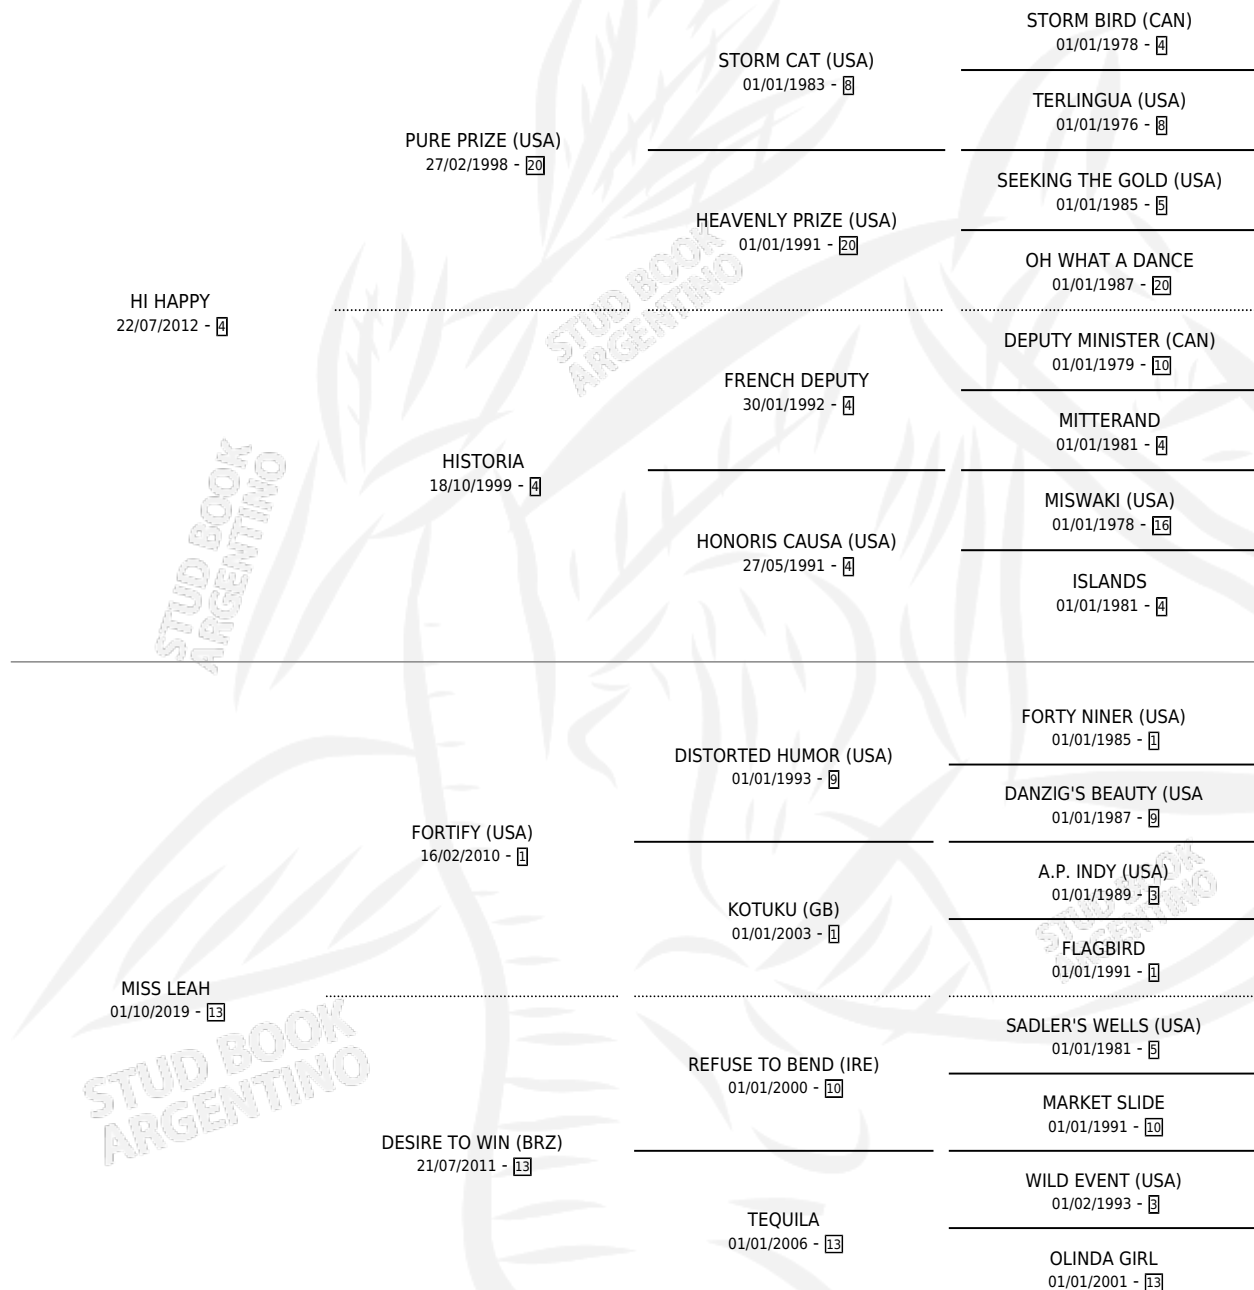 STORM BIRD (CAN)
01/01/1978 - 4
STORM CAT (USA)
01/01/1983 - 8
TERLINGUA (USA)
01/01/1976 - 8
PURE PRIZE (USA)
27/02/1998 - 20
SEEKING THE GOLD (USA)
01/01/1985 - 5
HEAVENLY PRIZE (USA)
01/01/1991 - 20
OH WHAT A DANCE
01/01/1987 - 20
HI HAPPY
22/07/2012 - 4
DEPUTY MINISTER (CAN)
01/01/1979 - 10
FRENCH DEPUTY
30/01/1992 - 4
MITTERAND
01/01/1981 - 4
HISTORIA
18/10/1999 - 4
MISWAKI (USA)
01/01/1978 - 16
HONORIS CAUSA (USA)
27/05/1991 - 4
ISLANDS
01/01/1981 - 4
FORTY NINER (USA)
01/01/1985 - 1
DISTORTED HUMOR (USA)
01/01/1993 - 9
DANZIG'S BEAUTY (USA
01/01/1987 - 9
FORTIFY (USA)
16/02/2010 - 1
A.P. INDY (USA)
01/01/1989 - 3
KOTUKU (GB)
01/01/2003 - 1
FLAGBIRD
01/01/1991 - 1
MISS LEAH
01/10/2019 - 13
SADLER'S WELLS (USA)
01/01/1981 - 5
REFUSE TO BEND (IRE)
01/01/2000 - 10
MARKET SLIDE
01/01/1991 - 10
DESIRE TO WIN (BRZ)
21/07/2011 - 13
WILD EVENT (USA)
01/02/1993 - 3
TEQUILA
01/01/2006 - 13
OLINDA GIRL
01/01/2001 - 13
STUD BOOK
ARGENTINO
STUD BOOK
ARGENTINO
STUD BOOK
ARGENTINO
STUD BOOK
ARGENTINO